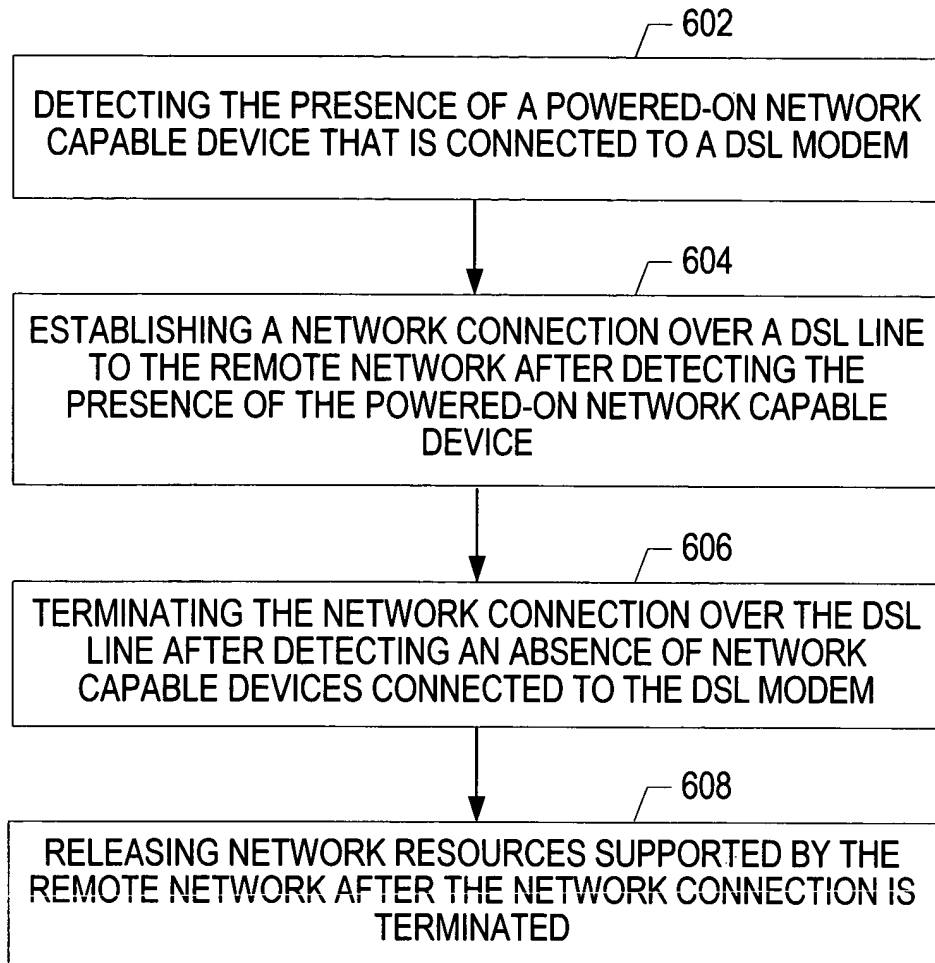 602
DETECTING THE PRESENCE OF A POWERED-ON NETWORK
CAPABLE DEVICE THAT IS CONNECTED TO A DSL MODEM
604
ESTABLISHING A NETWORK CONNECTION OVER A DSL LINE
TO THE REMOTE NETWORK AFTER DETECTING THE
PRESENCE OF THE POWERED-ON NETWORK CAPABLE
DEVICE
606
TERMINATING THE NETWORK CONNECTION OVER THE DSL
LINE AFTER DETECTING AN ABSENCE OF NETWORK
CAPABLE DEVICES CONNECTED TO THE DSL MODEM
608
RELEASING NETWORK RESOURCES SUPPORTED BY THE
REMOTE NETWORK AFTER THE NETWORK CONNECTION IS
TERMINATED